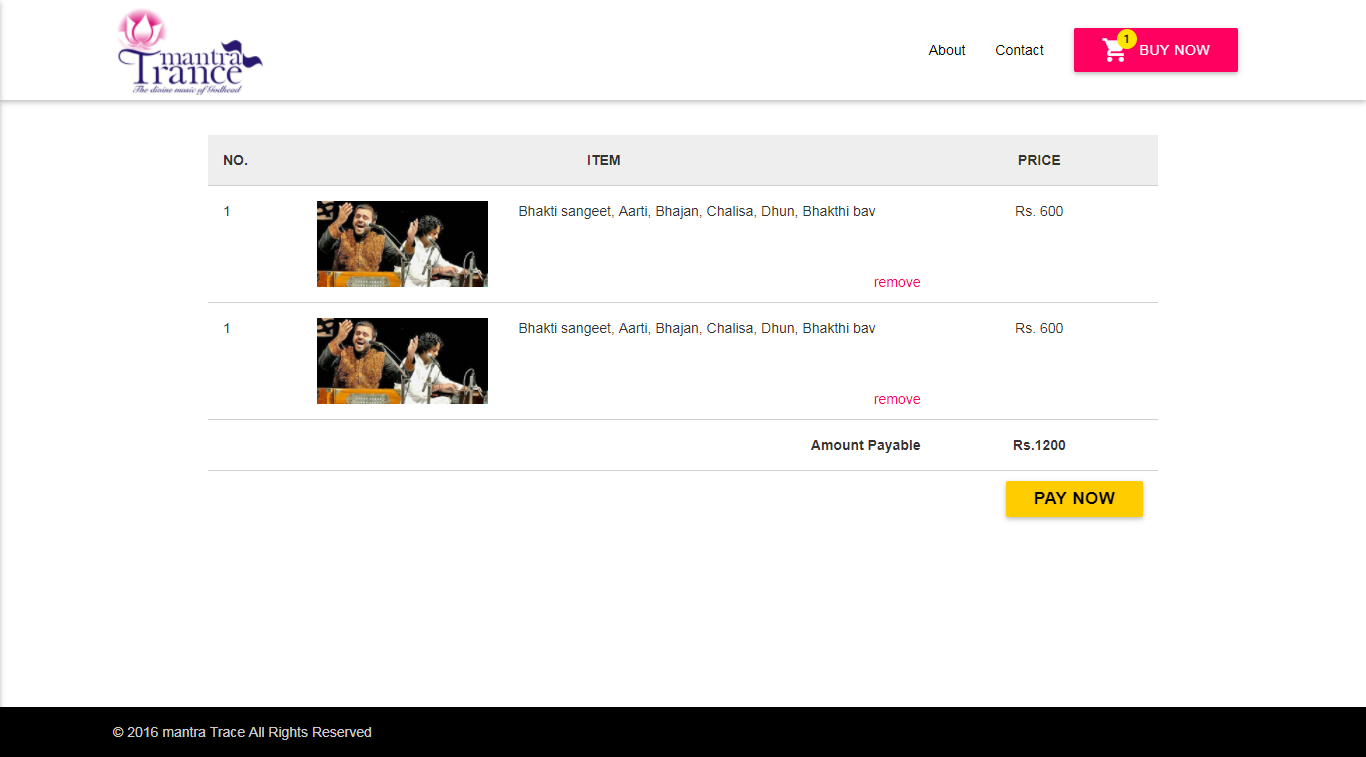 mantra
Trance
The divine music of Godhead
About Contact 1 BUY NOW
NO. ITEM PRICE
1 Bhakti sangeet, Aarti, Bhajan, Chalisa, Dhun, Bhakthi bav Rs. 600
remove
1 Bhakti sangeet, Aarti, Bhajan, Chalisa, Dhun, Bhakthi bav Rs. 600
remove
Amount Payable Rs.1200
PAY NOW
© 2016 mantra Trace All Rights Reserved